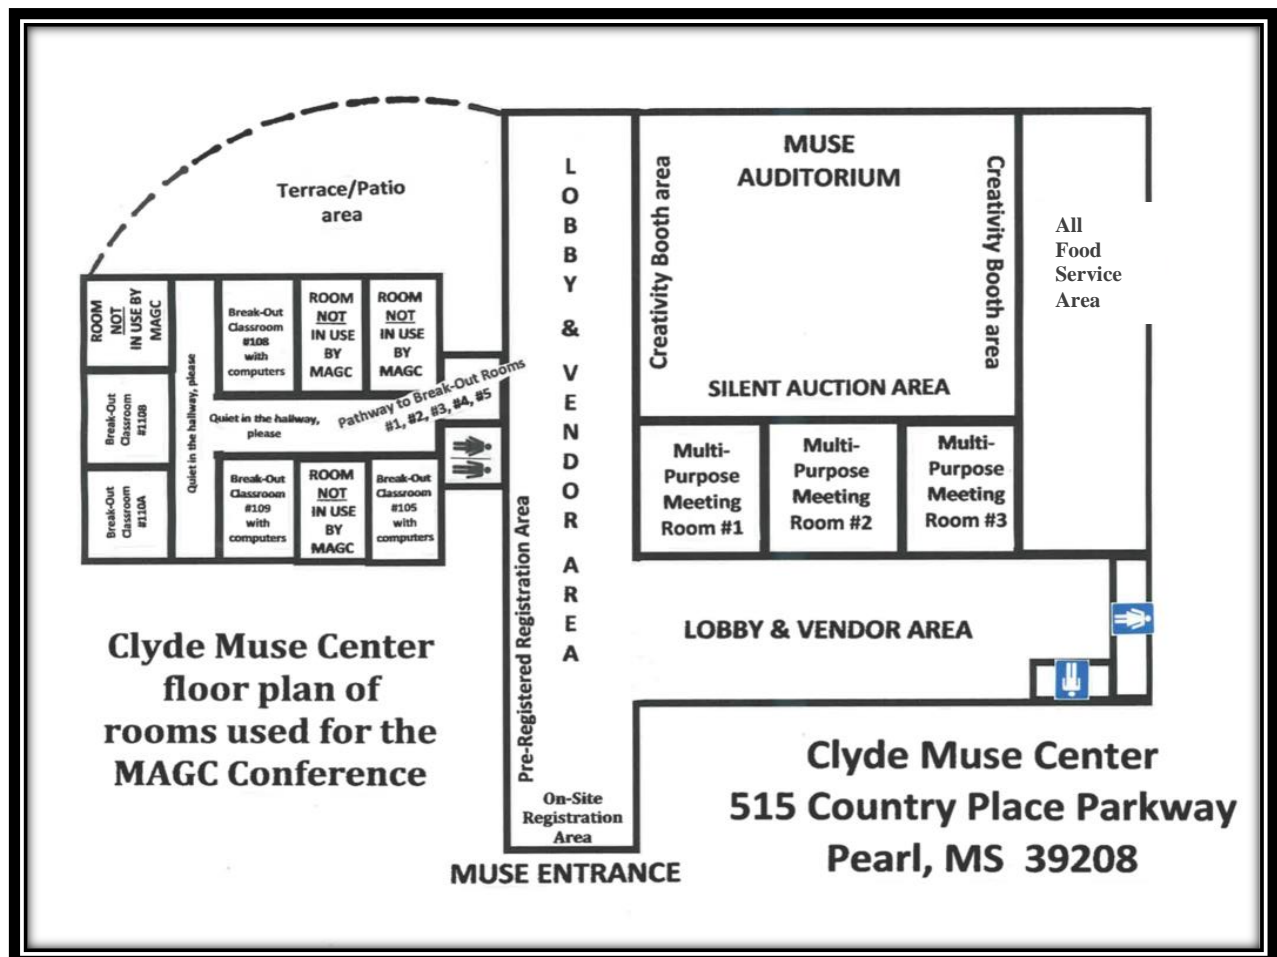 MUSE
AUDITORIUM
Creativity Booth area
Creativity Booth area
SILENT AUCTION AREA
All
Food
Service
Area
Terrace/Patio
area
LOBBY & VENDOR AREA
ROOM
NOT
IN USE BY
MAGC
Break-Out
Classroom
#108
with
computers
ROOM
NOT
IN USE
BY
MAGC
ROOM
NOT
IN USE
BY
MAGC
Break-Out
Classroom
#110B
Break-Out
Classroom
#110A
Quiet in the hallway, please
Quiet in the hallway,
please
Pathway to Break-Out Rooms
#1, #2, #3, #4, #5
Break-Out
Classroom
#109
with
computers
ROOM
NOT
IN USE
BY
MAGC
Break-Out
Classroom
#105
with
computers
Multi-
Purpose
Meeting
Room #1
Multi-
Purpose
Meeting
Room #2
Multi-
Purpose
Meeting
Room #3
Pre-Registered Registration Area
LOBBY & VENDOR AREA
On-Site
Registration
Area
MUSE ENTRANCE
Clyde Muse Center
floor plan of
rooms used for the
MAGC Conference
Clyde Muse Center
515 Country Place Parkway
Pearl, MS 39208